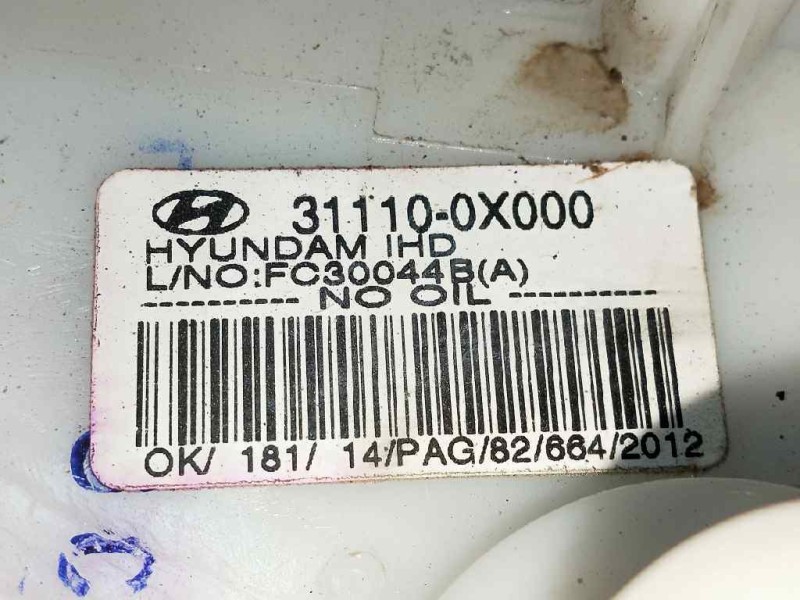 31110-0X000
HYUNDAM IHD
L/NO:FC30044B(A)
---------- NO OIL ----------
OK/ 181/ 14/PAG/82/664/2012